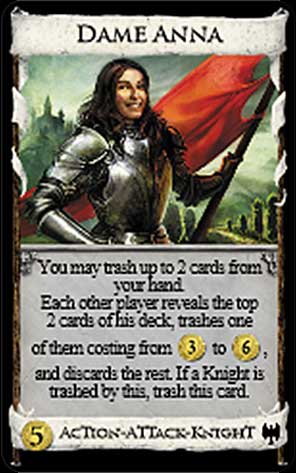 DAME ANNA
You may trash up to 2 cards from
your hand.
Each other player reveals the top
2 cards of his deck, trashes one
of them costing from 3 to 6,
and discards the rest. If a Knight is
trashed by this, trash this card.
5 ACTION-ATTACK-KNIGHT